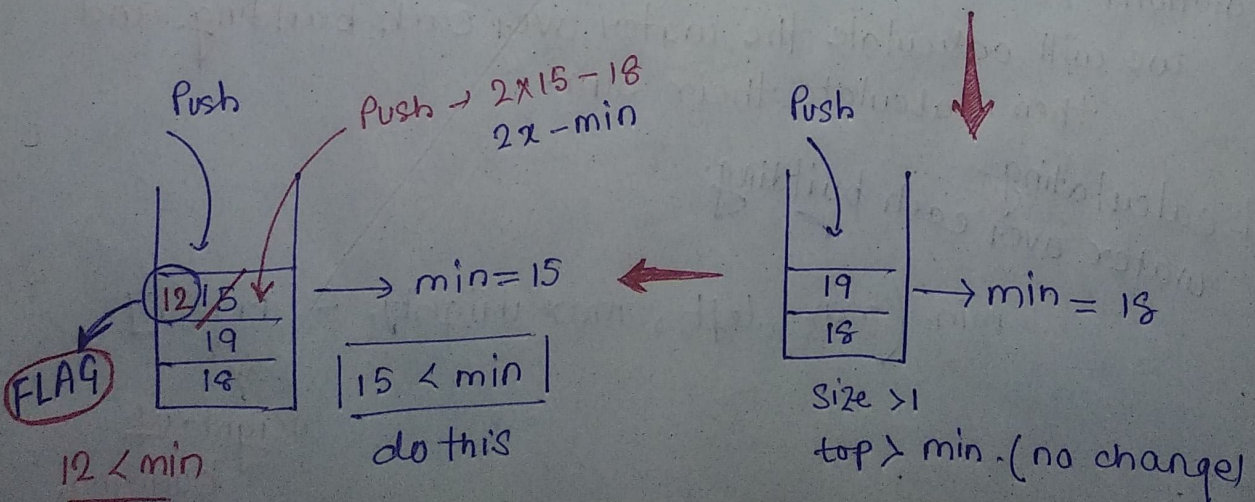 Push
Push → 2x15-18
2x-min
12 15
19
18
→ min = 15
15 < min
do this
FLAG
12 < min
Push
19
18
→ min = 18
Size >1
top > min. (no change)